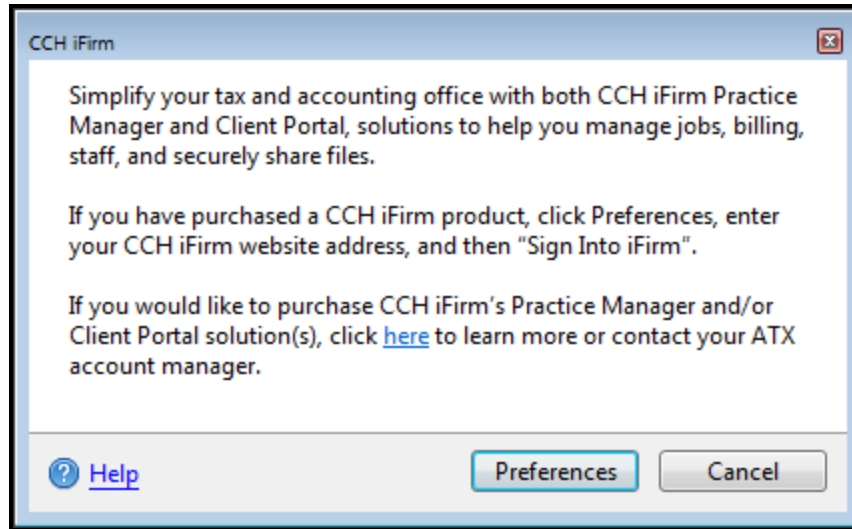 CCH iFirm
Simplify your tax and accounting office with both CCH iFirm Practice
Manager and Client Portal, solutions to help you manage jobs, billing,
staff, and securely share files.
If you have purchased a CCH iFirm product, click Preferences, enter
your CCH iFirm website address, and then “Sign Into iFirm”.
If you would like to purchase CCH iFirm’s Practice Manager and/or
Client Portal solution(s), click here to learn more or contact your ATX
account manager.
? Help
Preferences
Cancel